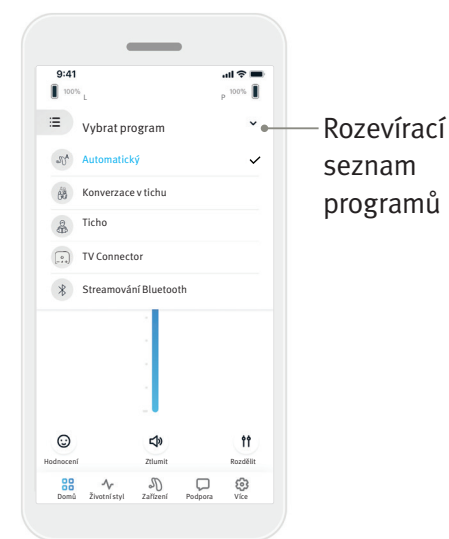 9:41
100% L
P 100%
Vybrat program
Rozevírací
seznam
programů
Automatický
Konverzace v tichu
Ticho
TV Connector
Streamování Bluetooth
Hodnocení
Ztlumit
Rozdělit
Domů
Životní styl
Zařízení
Podpora
Více